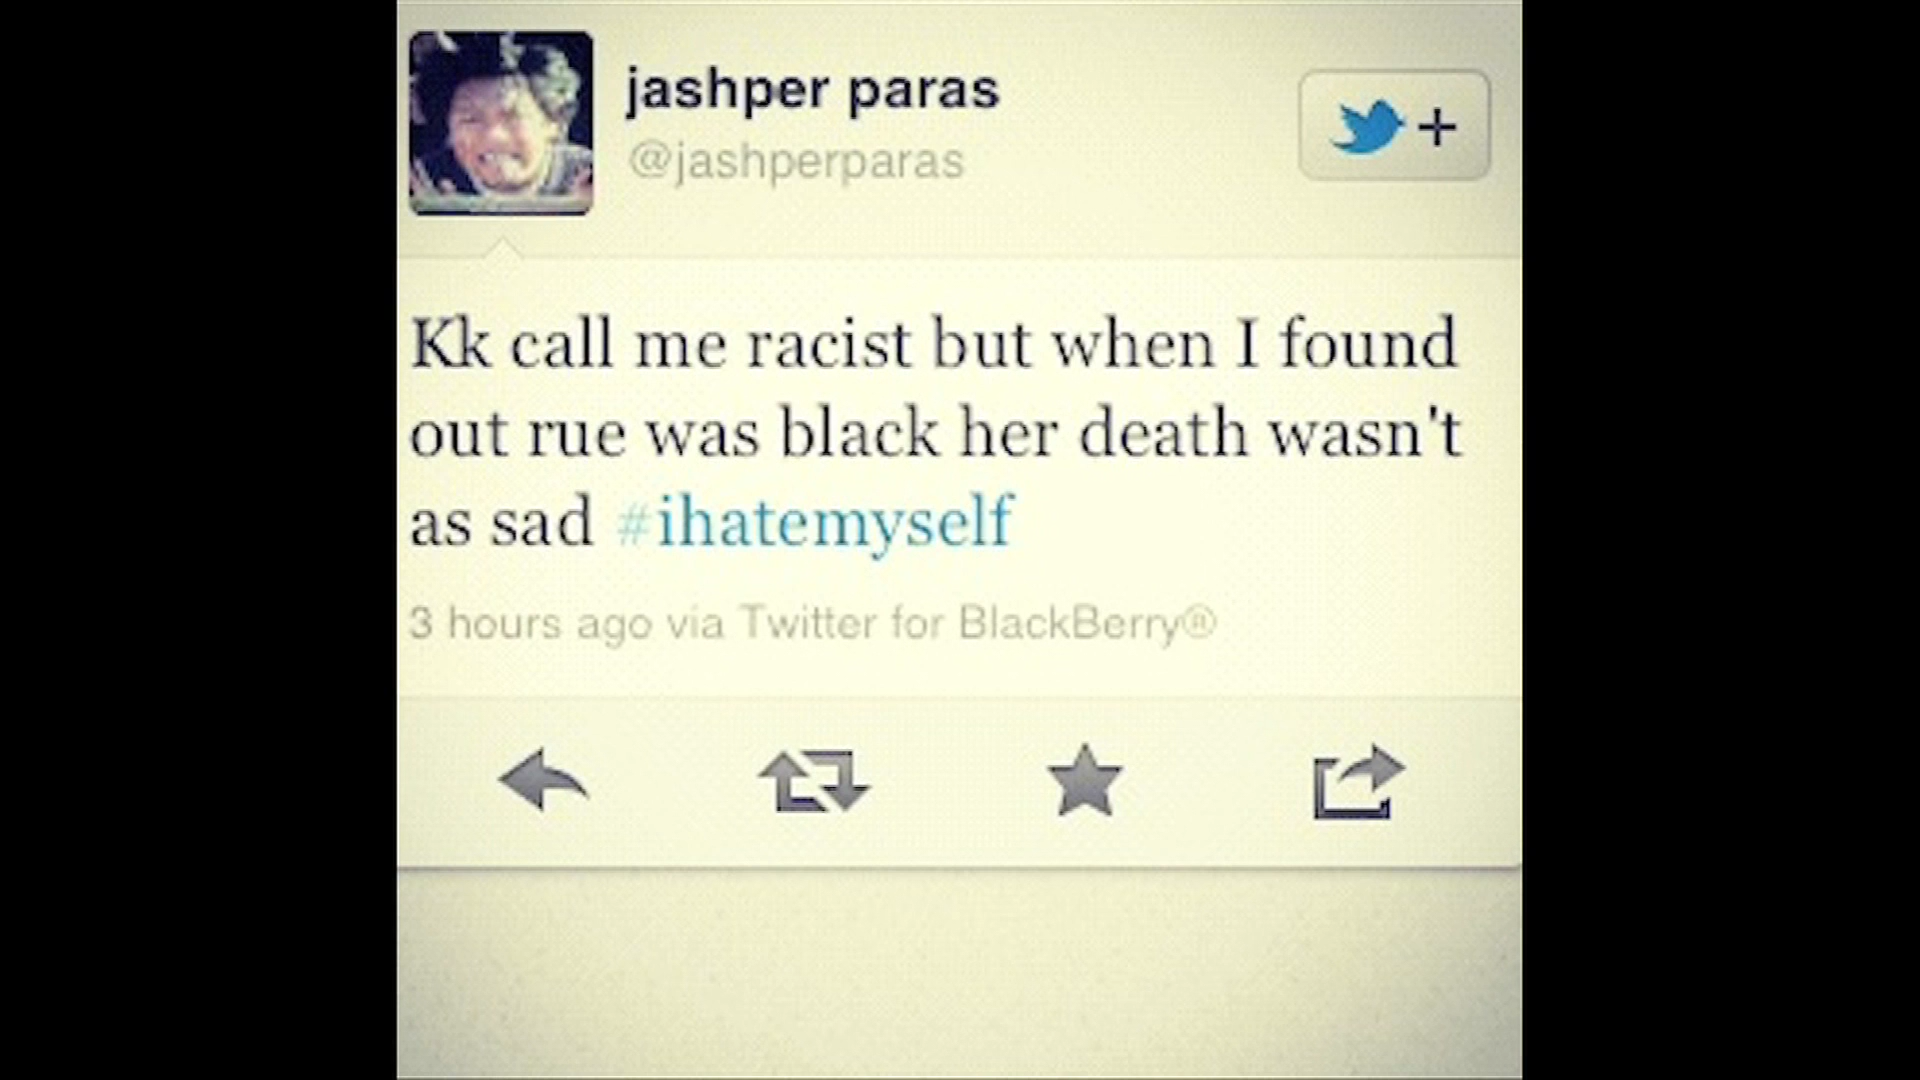 jashper paras
@jashperparas
+
Kk call me racist but when I found
out rue was black her death wasn't
as sad #ihatemyself
3 hours ago via Twitter for BlackBerry®